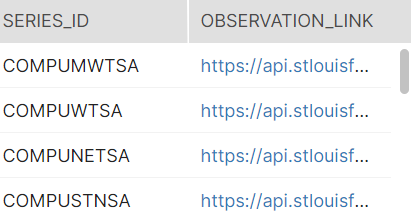 SERIES_ID OBSERVATION_LINK
COMPUMWTSA https://api.stlouisf...
COMPUWTSA https://api.stlouisf...
COMPUNETSA https://api.stlouisf...
COMPUSTNSA https://api.stlouisf...